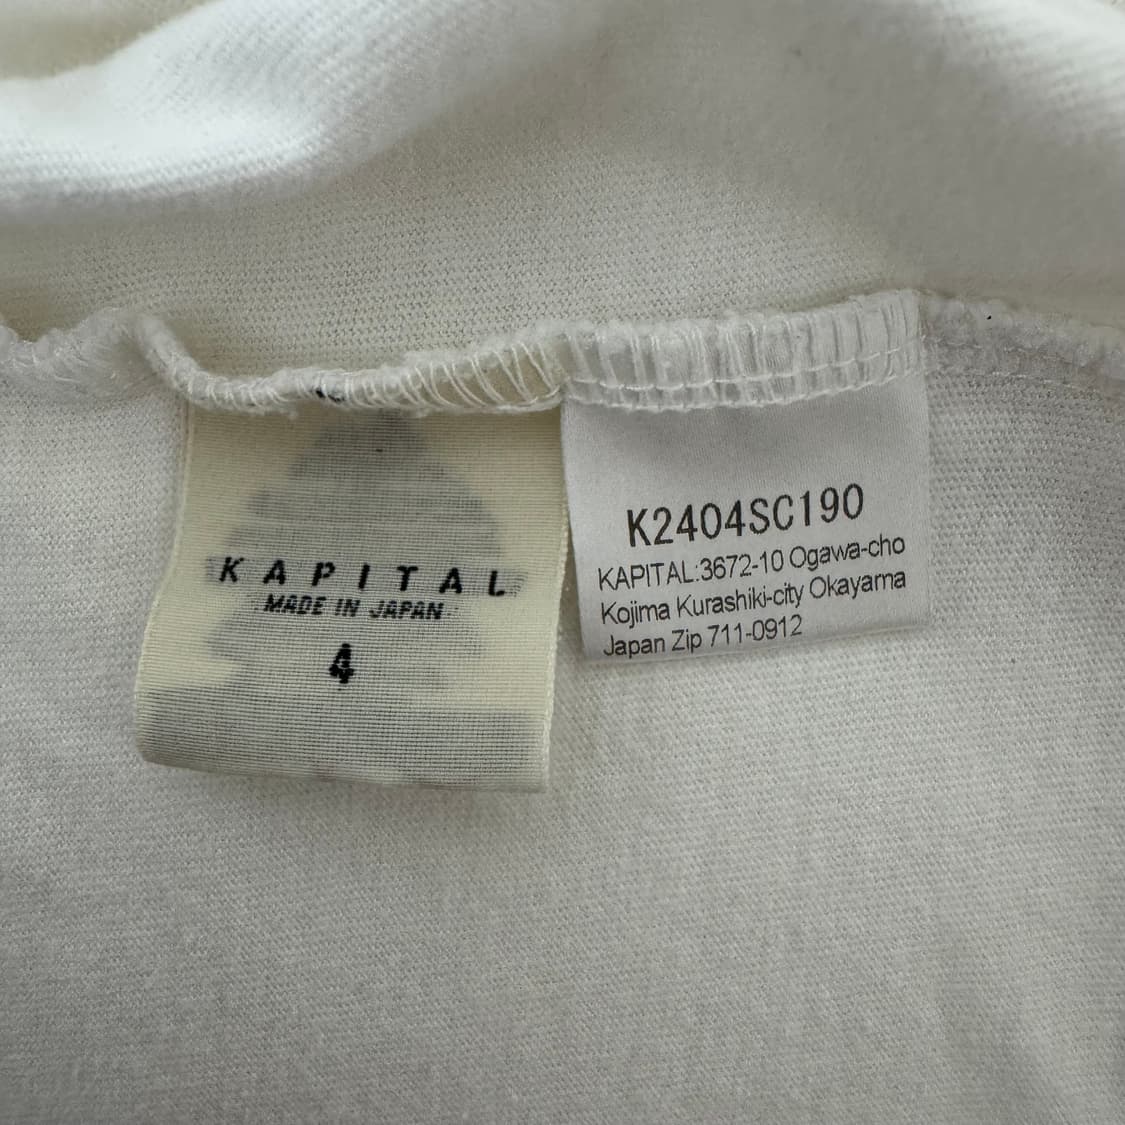 KAPITAL
MADE IN JAPAN
4
K2404SC190
KAPITAL:3672-10 Ogawa-cho
Kojima Kurashiki-city Okayama
Japan Zip 711-0912